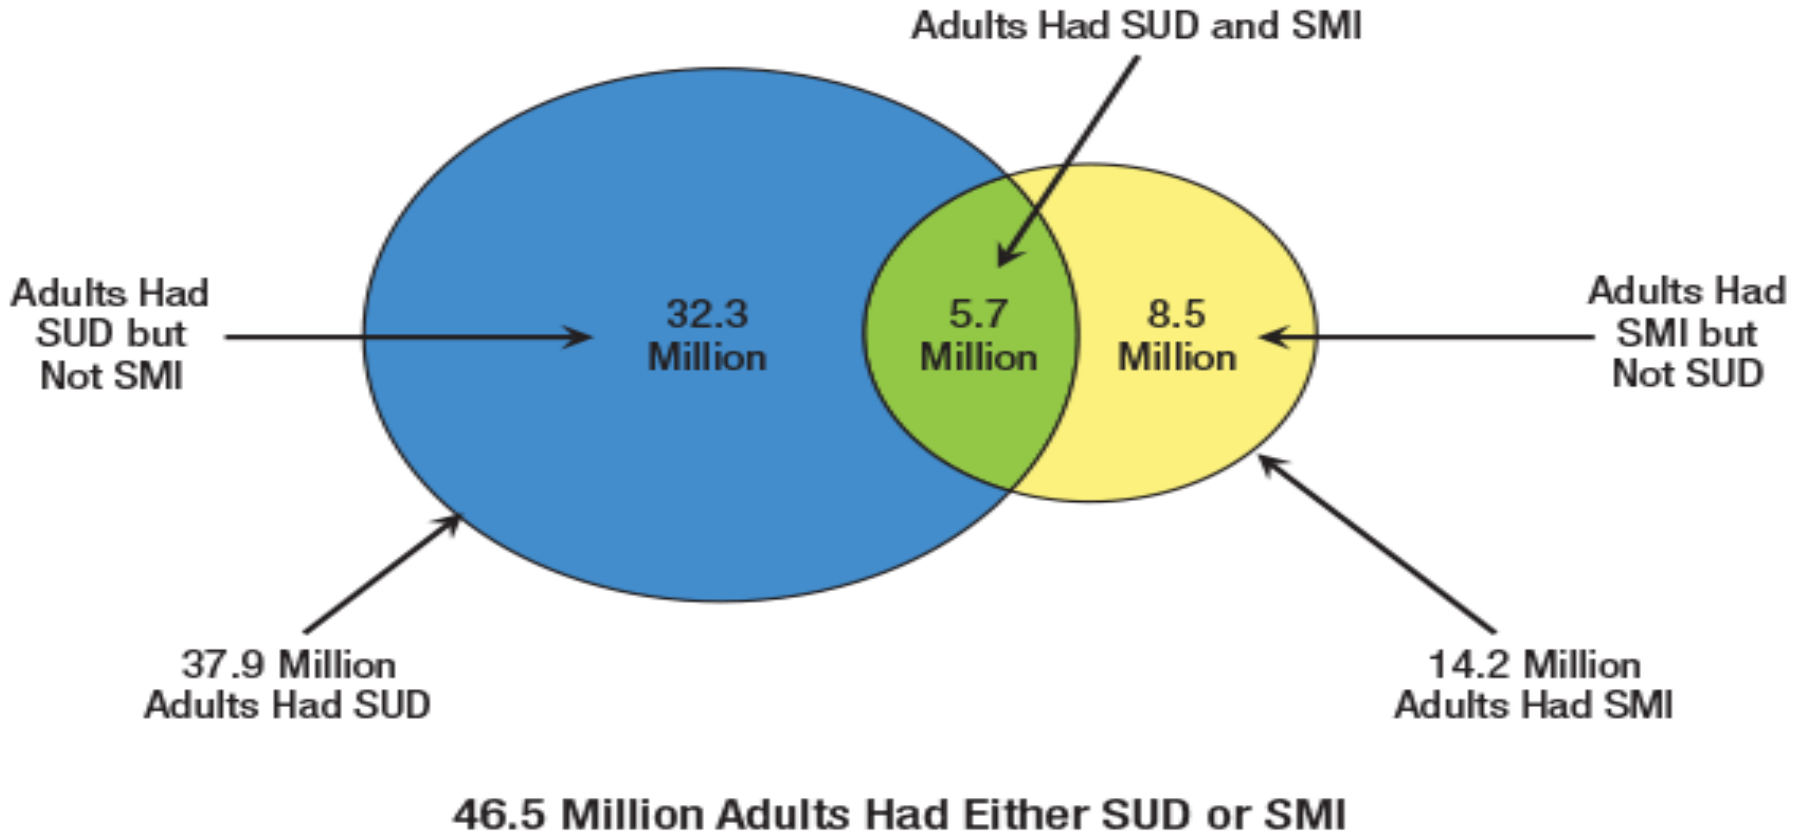 Adults Had SUD and SMI
Adults Had
SUD but
Not SMI
32.3
Million
5.7
Million
8.5
Million
Adults Had
SMI but
Not SUD
37.9 Million
Adults Had SUD
14.2 Million
Adults Had SMI
46.5 Million Adults Had Either SUD or SMI